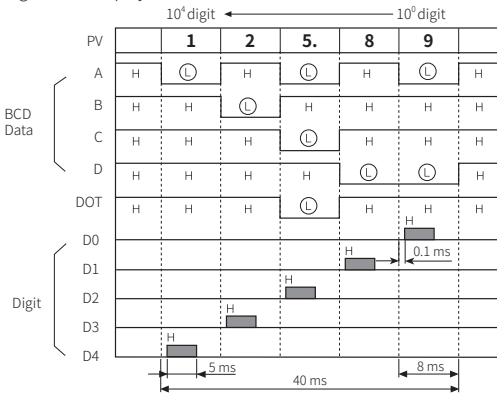 10⁴ digit 10⁰ digit
PV 1 2 5. 8 9
A H L H L H L H
B H H L H H H H
BCD Data
C H H H L H H H
D H H H H L L H
DOT H H H L H H H
H
D0
H 0.1 ms
D1
H
D2
Digit
H
D3
H
D4
5 ms 8 ms
40 ms